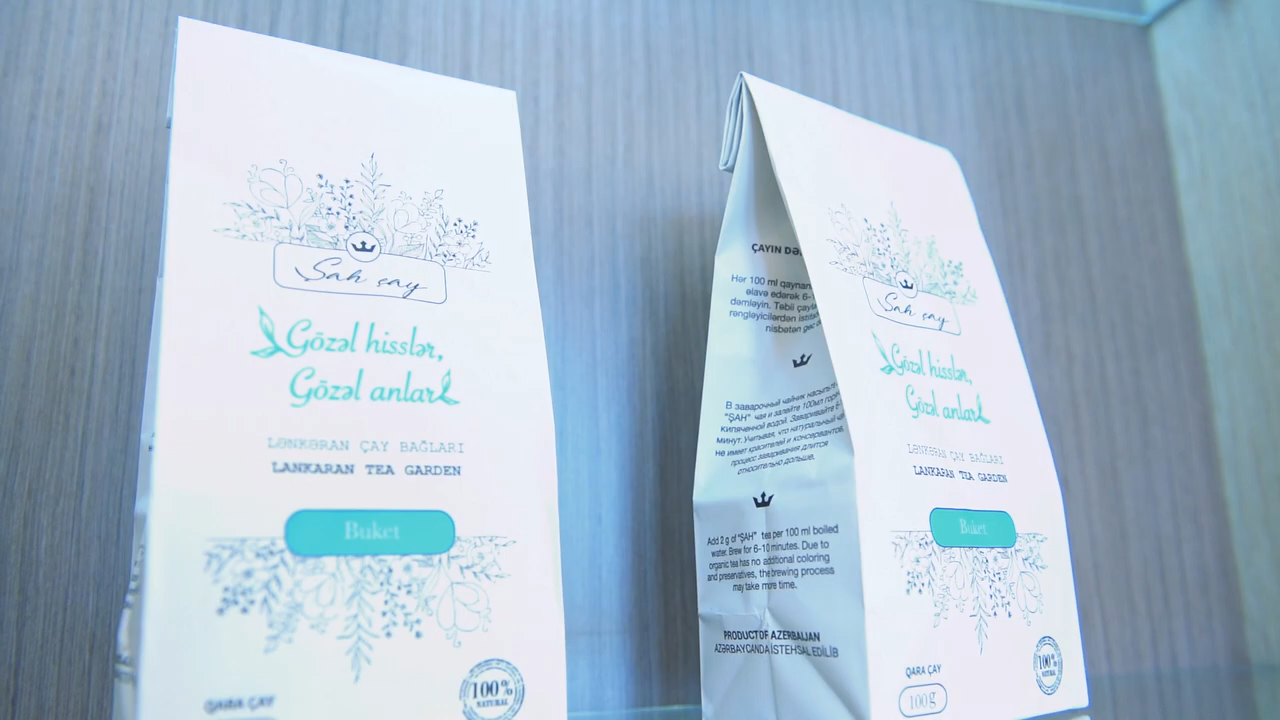 Şah çay
Gözəl hisslər,
Gözəl anlar
LƏNKƏRAN ÇAY BAĞLARI
LANKARAN TEA GARDEN
Buket
QARA ÇAY
100%
NATURAL
ÇAYIN
Hər 100 ml
əlavə edərək 6-
dəmləyin. Təbii
rəngləyicilərdən
nisbətən gec
В заварочный чайник насыпьте
"ŞAH" чая и залейте 100мл
Кипяченной водой. Заваривайте 6-
минут. Учитывая, что натуральный
не имеет красителей и консервантов,
процесс заваривания длится
относительно дольше.
Add 2 g of "ŞAH" tea per 100 ml boiled
water. Brew for 6-10 minutes. Due to
organic tea has no additional coloring
and preservatives, the brewing process
may take more time.
PRODUCT OF AZERBAIJAN
AZƏRBAYCANDA İSTEHSAL EDİLİB
Şah çay
Gözəl hisslər,
Gözəl anlar
LƏNKƏRAN ÇAY BAĞLARI
LANKARAN TEA GARDEN
Buket
QARA ÇAY
100g
100%
NATURAL